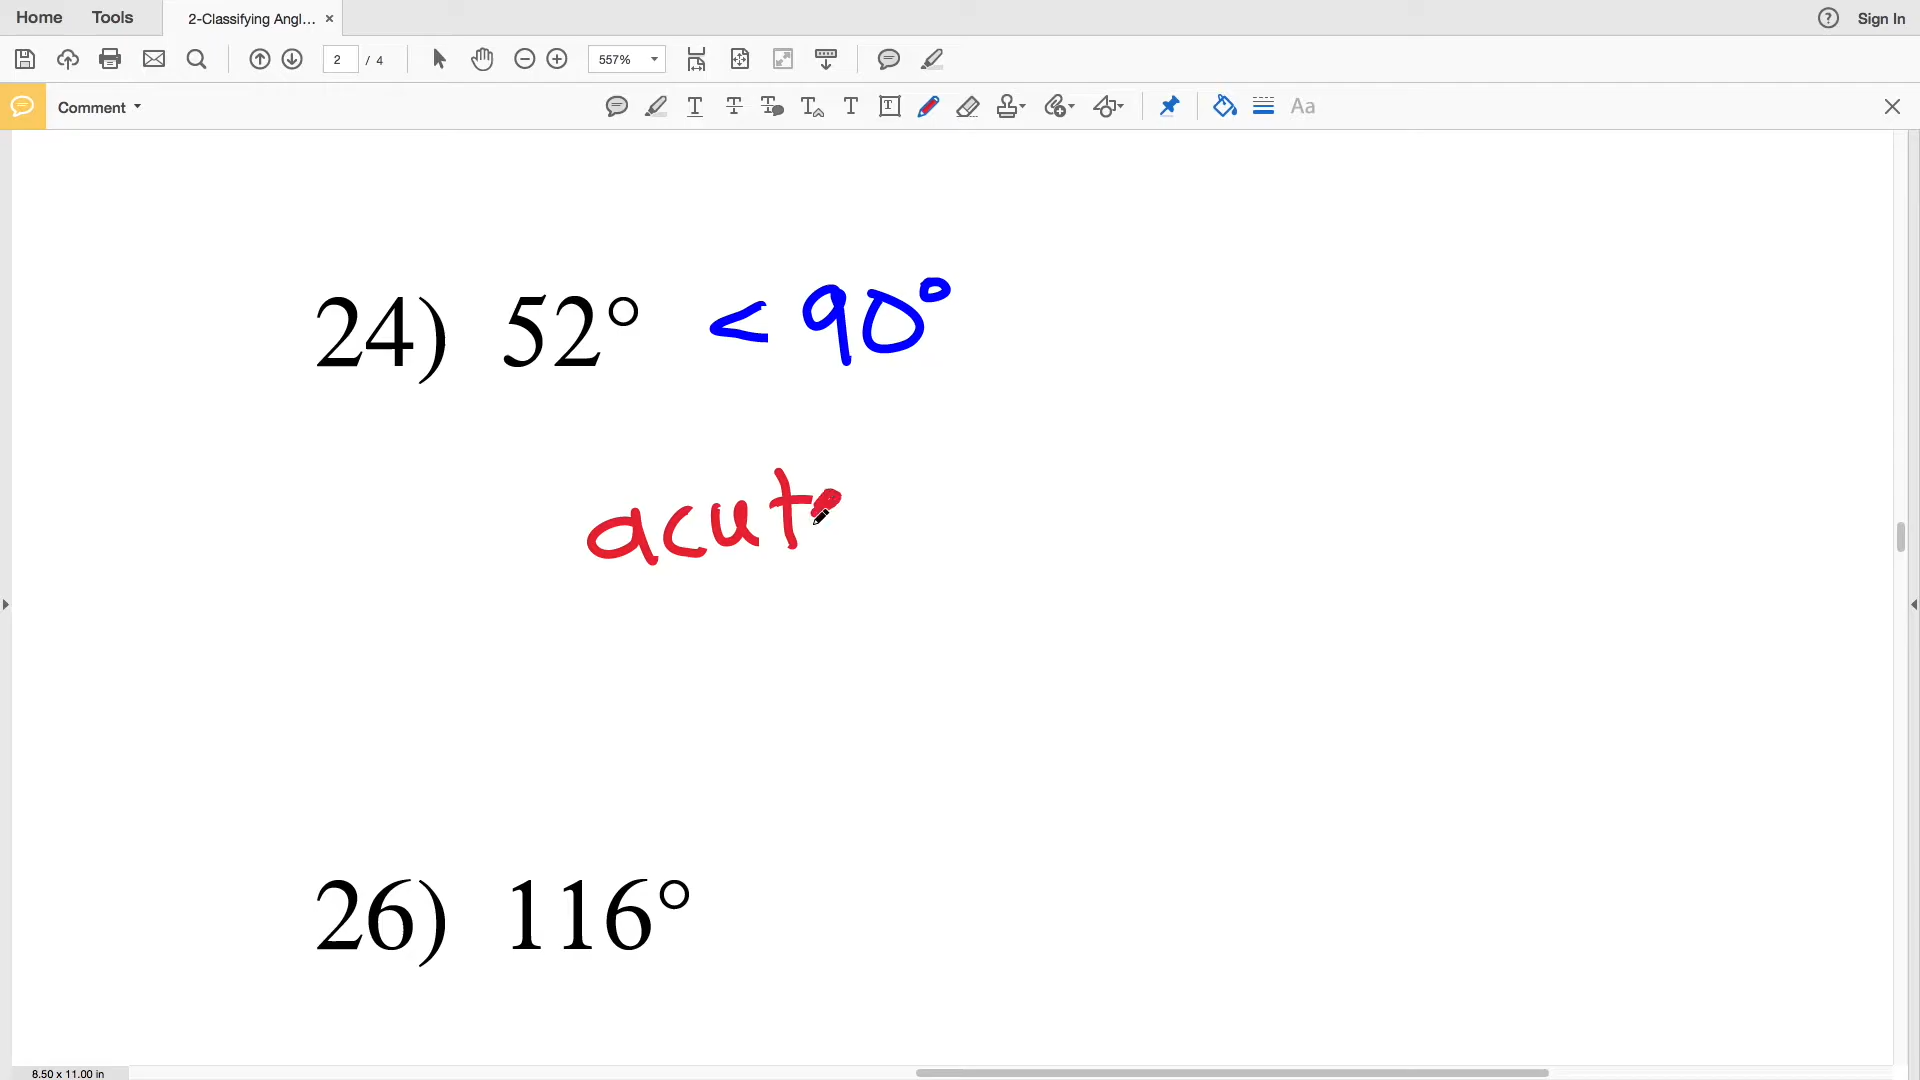 Home Tools 2-Classifying Angl... × ? Sign In
2 / 4 557%
Comment Aa
24) 52° < 90°
acute
26) 116°
8.50 x 11.00 in